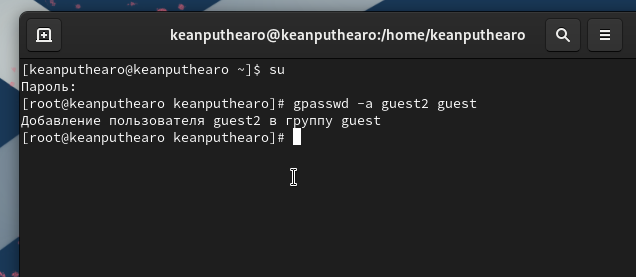 keanputhearo@keanputhearo:/home/keanputhearo
[keanputhearo@keanputhearo ~]$ su
Пароль:
[root@keanputhearo keanputhearo]# gpasswd -a guest2 guest
Добавление пользователя guest2 в группу guest
[root@keanputhearo keanputhearo]#